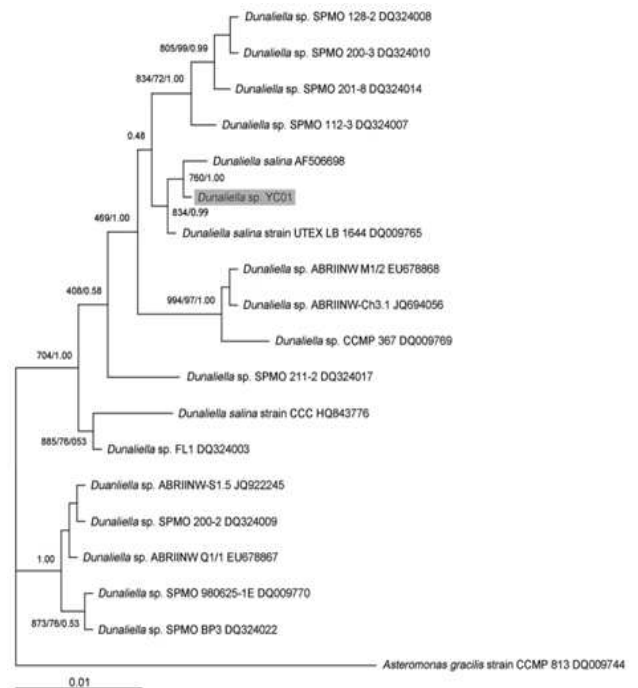 Dunaliella sp. SPMO 128-2 DQ324008
805/99/0.99
Dunaliella sp. SPMO 200-3 DQ324010
834/72/1.00
Dunaliella sp. SPMO 201-8 DQ324014
Dunaliella sp. SPMO 112-3 DQ324007
0.48
Dunaliella salina AF506698
760/1.00
Dunaliella sp. YC01
834/0.99
469/1.00
Dunaliella salina strain UTEX LB 1644 DQ009765
Dunaliella sp. ABRIINW M1/2 EU678868
408/0.58
994/97/1.00
Dunaliella sp. ABRIINW-Ch3.1 JQ694056
Dunaliella sp. CCMP 367 DQ009769
704/1.00
Dunaliella sp. SPMO 211-2 DQ324017
Dunaliella salina strain CCC HQ843776
885/76/053
Dunaliella sp. FL1 DQ324003
Duanliella sp. ABRIINW-S1.5 JQ922245
Dunaliella sp. SPMO 200-2 DQ324009
1.00
Dunaliella sp. ABRIINW Q1/1 EU678867
Dunaliella sp. SPMO 980625-1E DQ009770
873/76/0.53
Dunaliella sp. SPMO BP3 DQ324022
Asteromonas gracilis strain CCMP 813 DQ009744
0.01